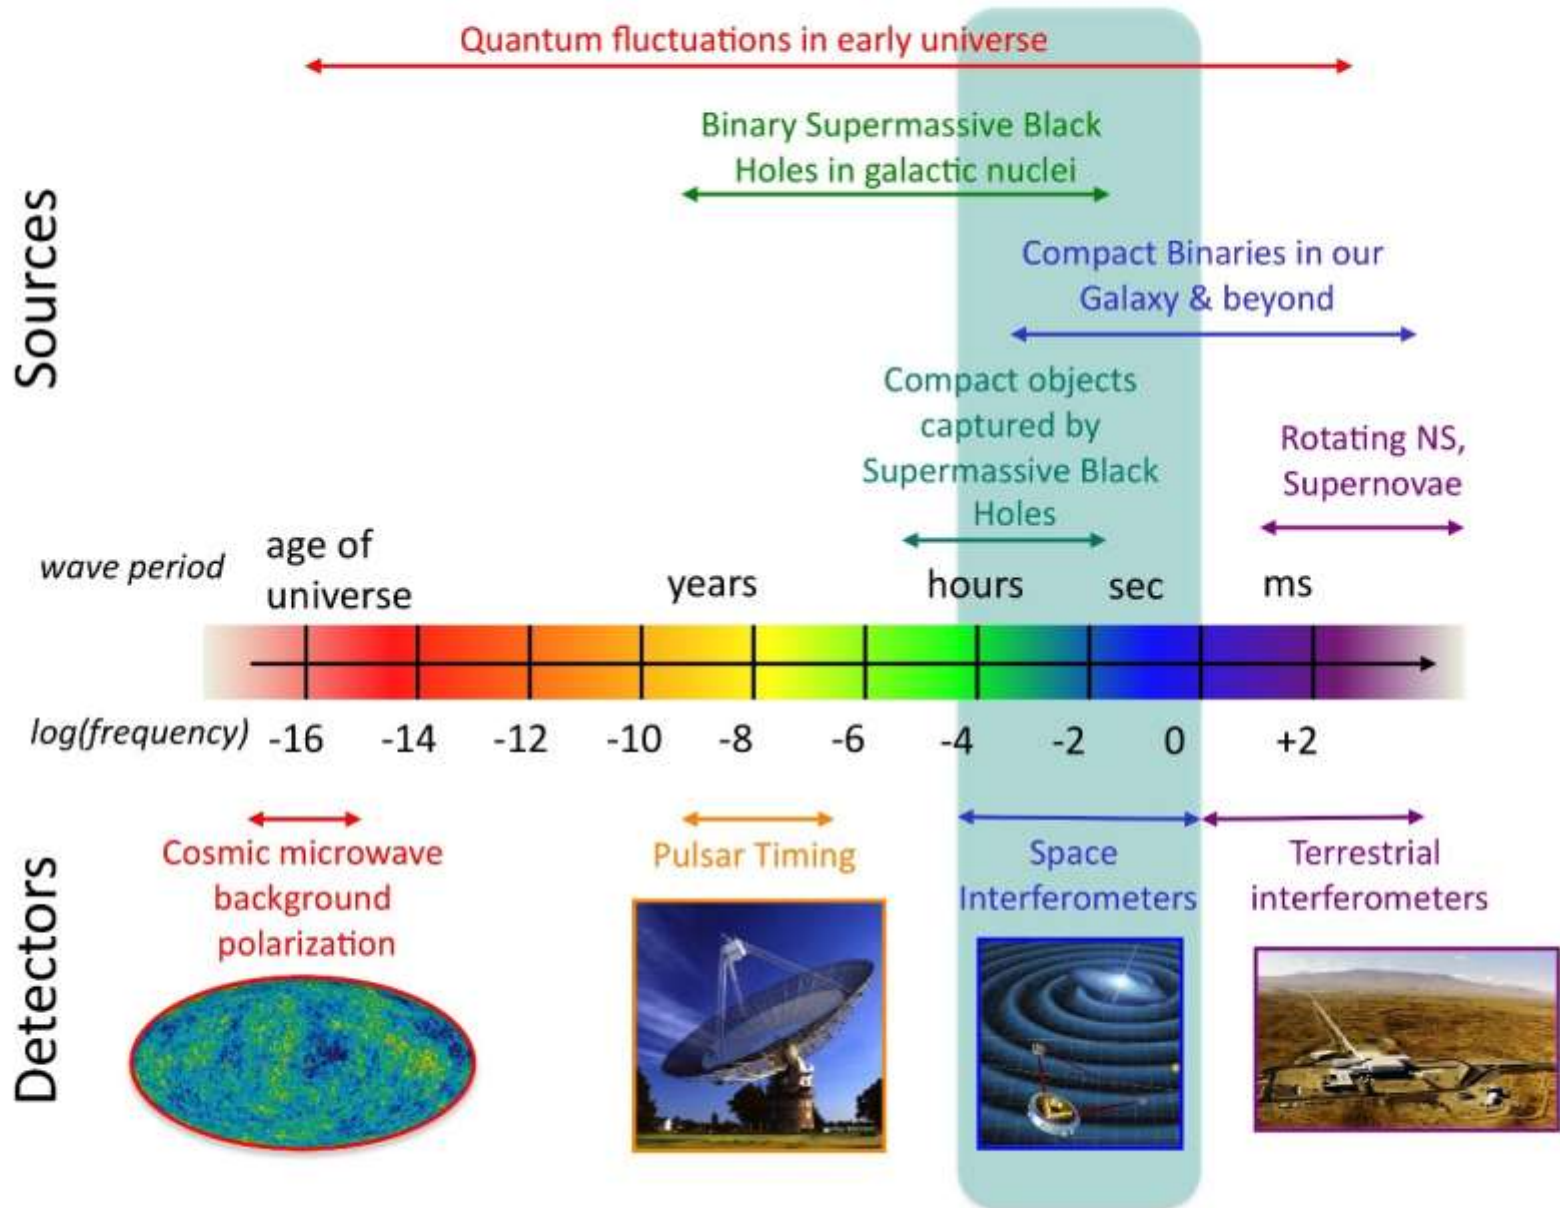 Quantum fluctuations in early universe
Binary Supermassive Black
Holes in galactic nuclei
Compact Binaries in our
Galaxy & beyond
Compact objects
captured by
Supermassive Black
Holes
Rotating NS,
Supernovae
Sources
wave period
age of
universe
years
hours
sec
ms
log(frequency)
-16
-14
-12
-10
-8
-6
-4
-2
0
+2
Detectors
Cosmic microwave
background
polarization
Pulsar Timing
Space
Interferometers
Terrestrial
interferometers